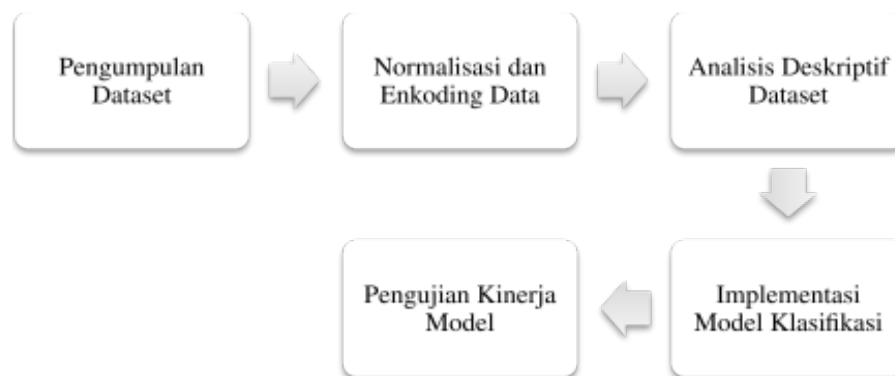 Pengumpulan
Dataset
Normalisasi dan
Enkoding Data
Analisis Deskriptif
Dataset
Implementasi
Model Klasifikasi
Pengujian Kinerja
Model